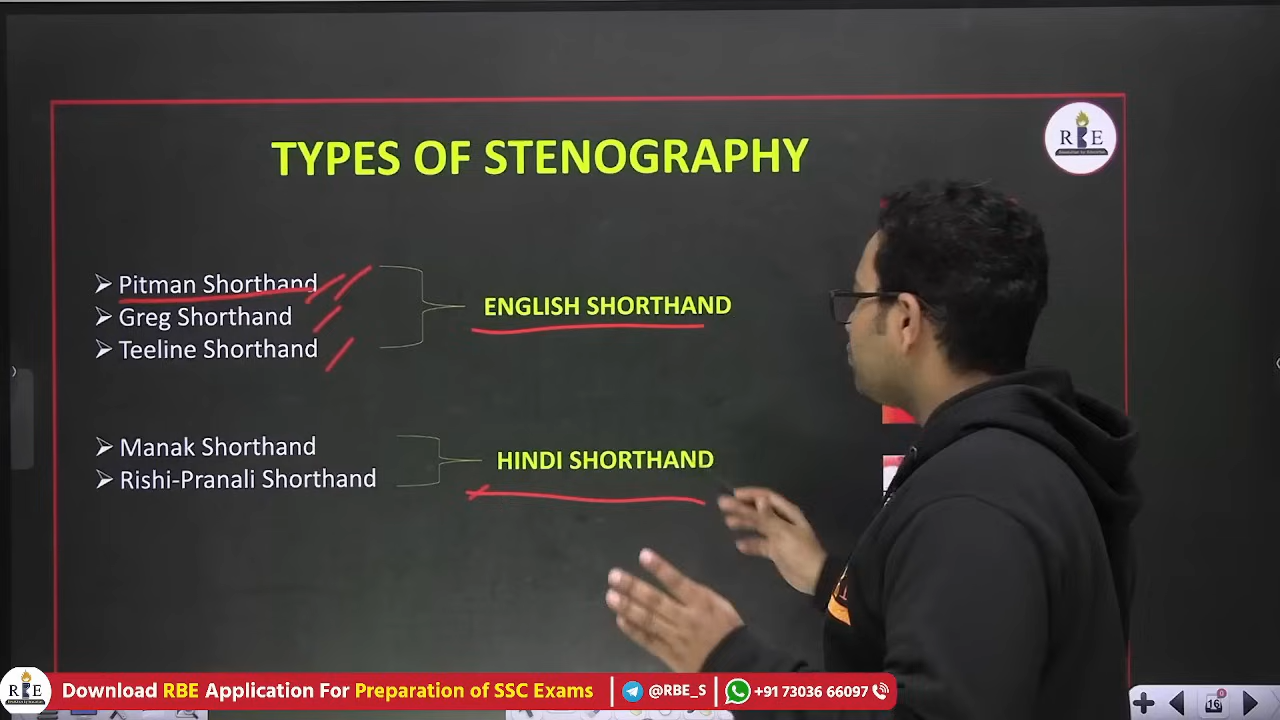 TYPES OF STENOGRAPHY
RBE
Pitman Shorthand
Greg Shorthand
Teeline Shorthand
ENGLISH SHORTHAND
Manak Shorthand
Rishi-Pranali Shorthand
HINDI SHORTHAND
RBE
Download RBE Application For Preparation of SSC Exams
@RBE_S
+91 73036 66097
16